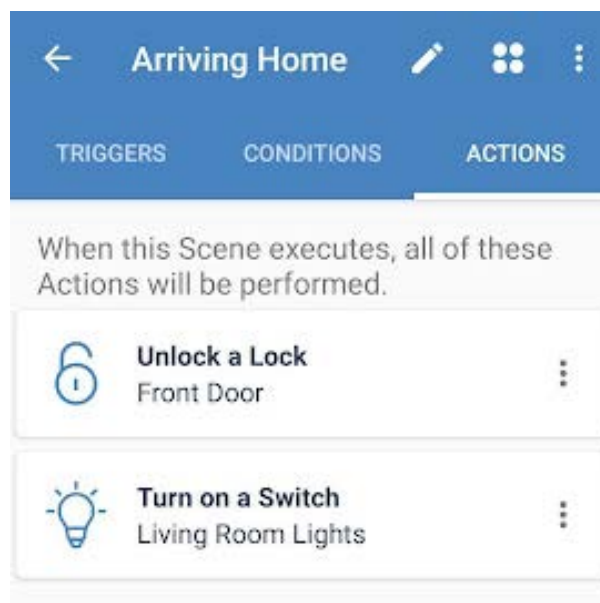 Arriving Home
TRIGGERS CONDITIONS ACTIONS
When this Scene executes, all of these
Actions will be performed.
Unlock a Lock
Front Door
Turn on a Switch
Living Room Lights